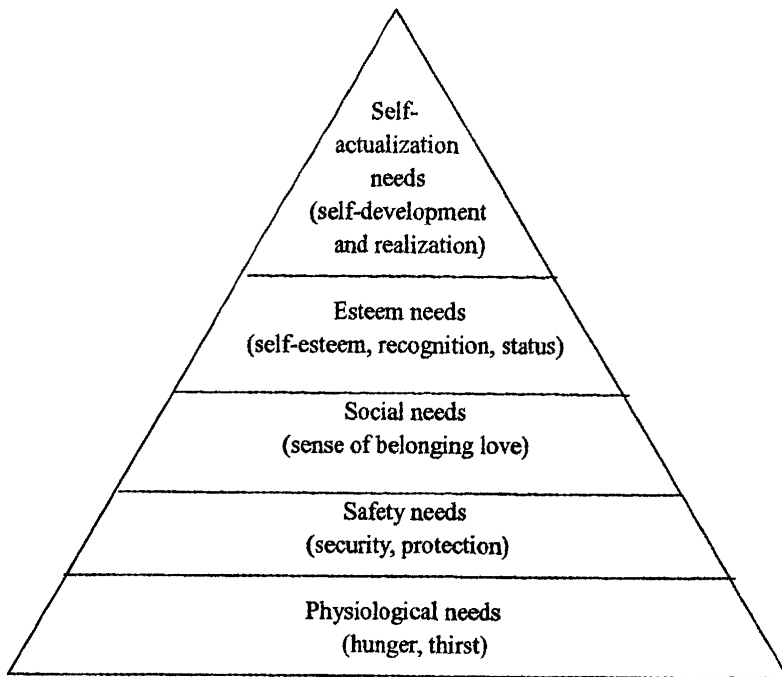 Self-
actualization
needs
(self-development
and realization)
Esteem needs
(self-esteem, recognition, status)
Social needs
(sense of belonging love)
Safety needs
(security, protection)
Physiological needs
(hunger, thirst)